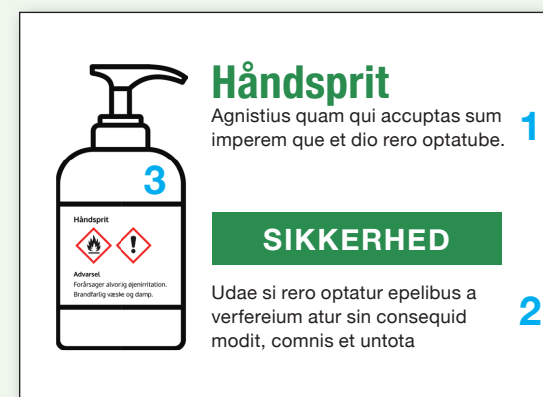 Håndsprit
Agnistius quam qui accuptas sum
imperem que et dio rero optatube.
1
3
Håndsprit
Advarsel
Forårsager alvorlig øjenirritation.
Brandfarlig væske og damp.
SIKKERHED
Udae si rero optatur epelibus a
verfereium atur sin consequid
modit, comnis et untota
2